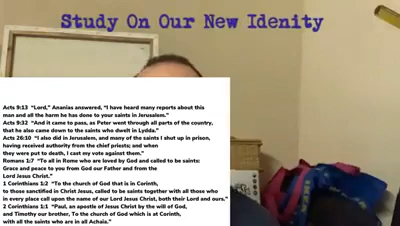 Study On Our New Idenity
Acts 9:13 "Lord," Ananias answered, "I have heard many reports about this
man and all the harm he has done to your saints in Jerusalem."
Acts 9:32 "And it came to pass, as Peter went through all parts of the country,
that he also came down to the saints who dwelt in Lydda."
Acts 26:10 "I also did in Jerusalem, and many of the saints I shut up in prison,
having received authority from the chief priests; and when
they were put to death, I cast my vote against them."
Romans 1:7 "To all in Rome who are loved by God and called to be saints:
Grace and peace to you from God our Father and from the
Lord Jesus Christ."
1 Corinthians 1:2 "To the church of God that is in Corinth,
to those sanctified in Christ Jesus, called to be saints together with all those who
in every place call upon the name of our Lord Jesus Christ, both their Lord and ours."
2 Corinthians 1:1 "Paul, an apostle of Jesus Christ by the will of God,
and Timothy our brother, To the church of God which is at Corinth,
with all the saints who are in all Achaia."